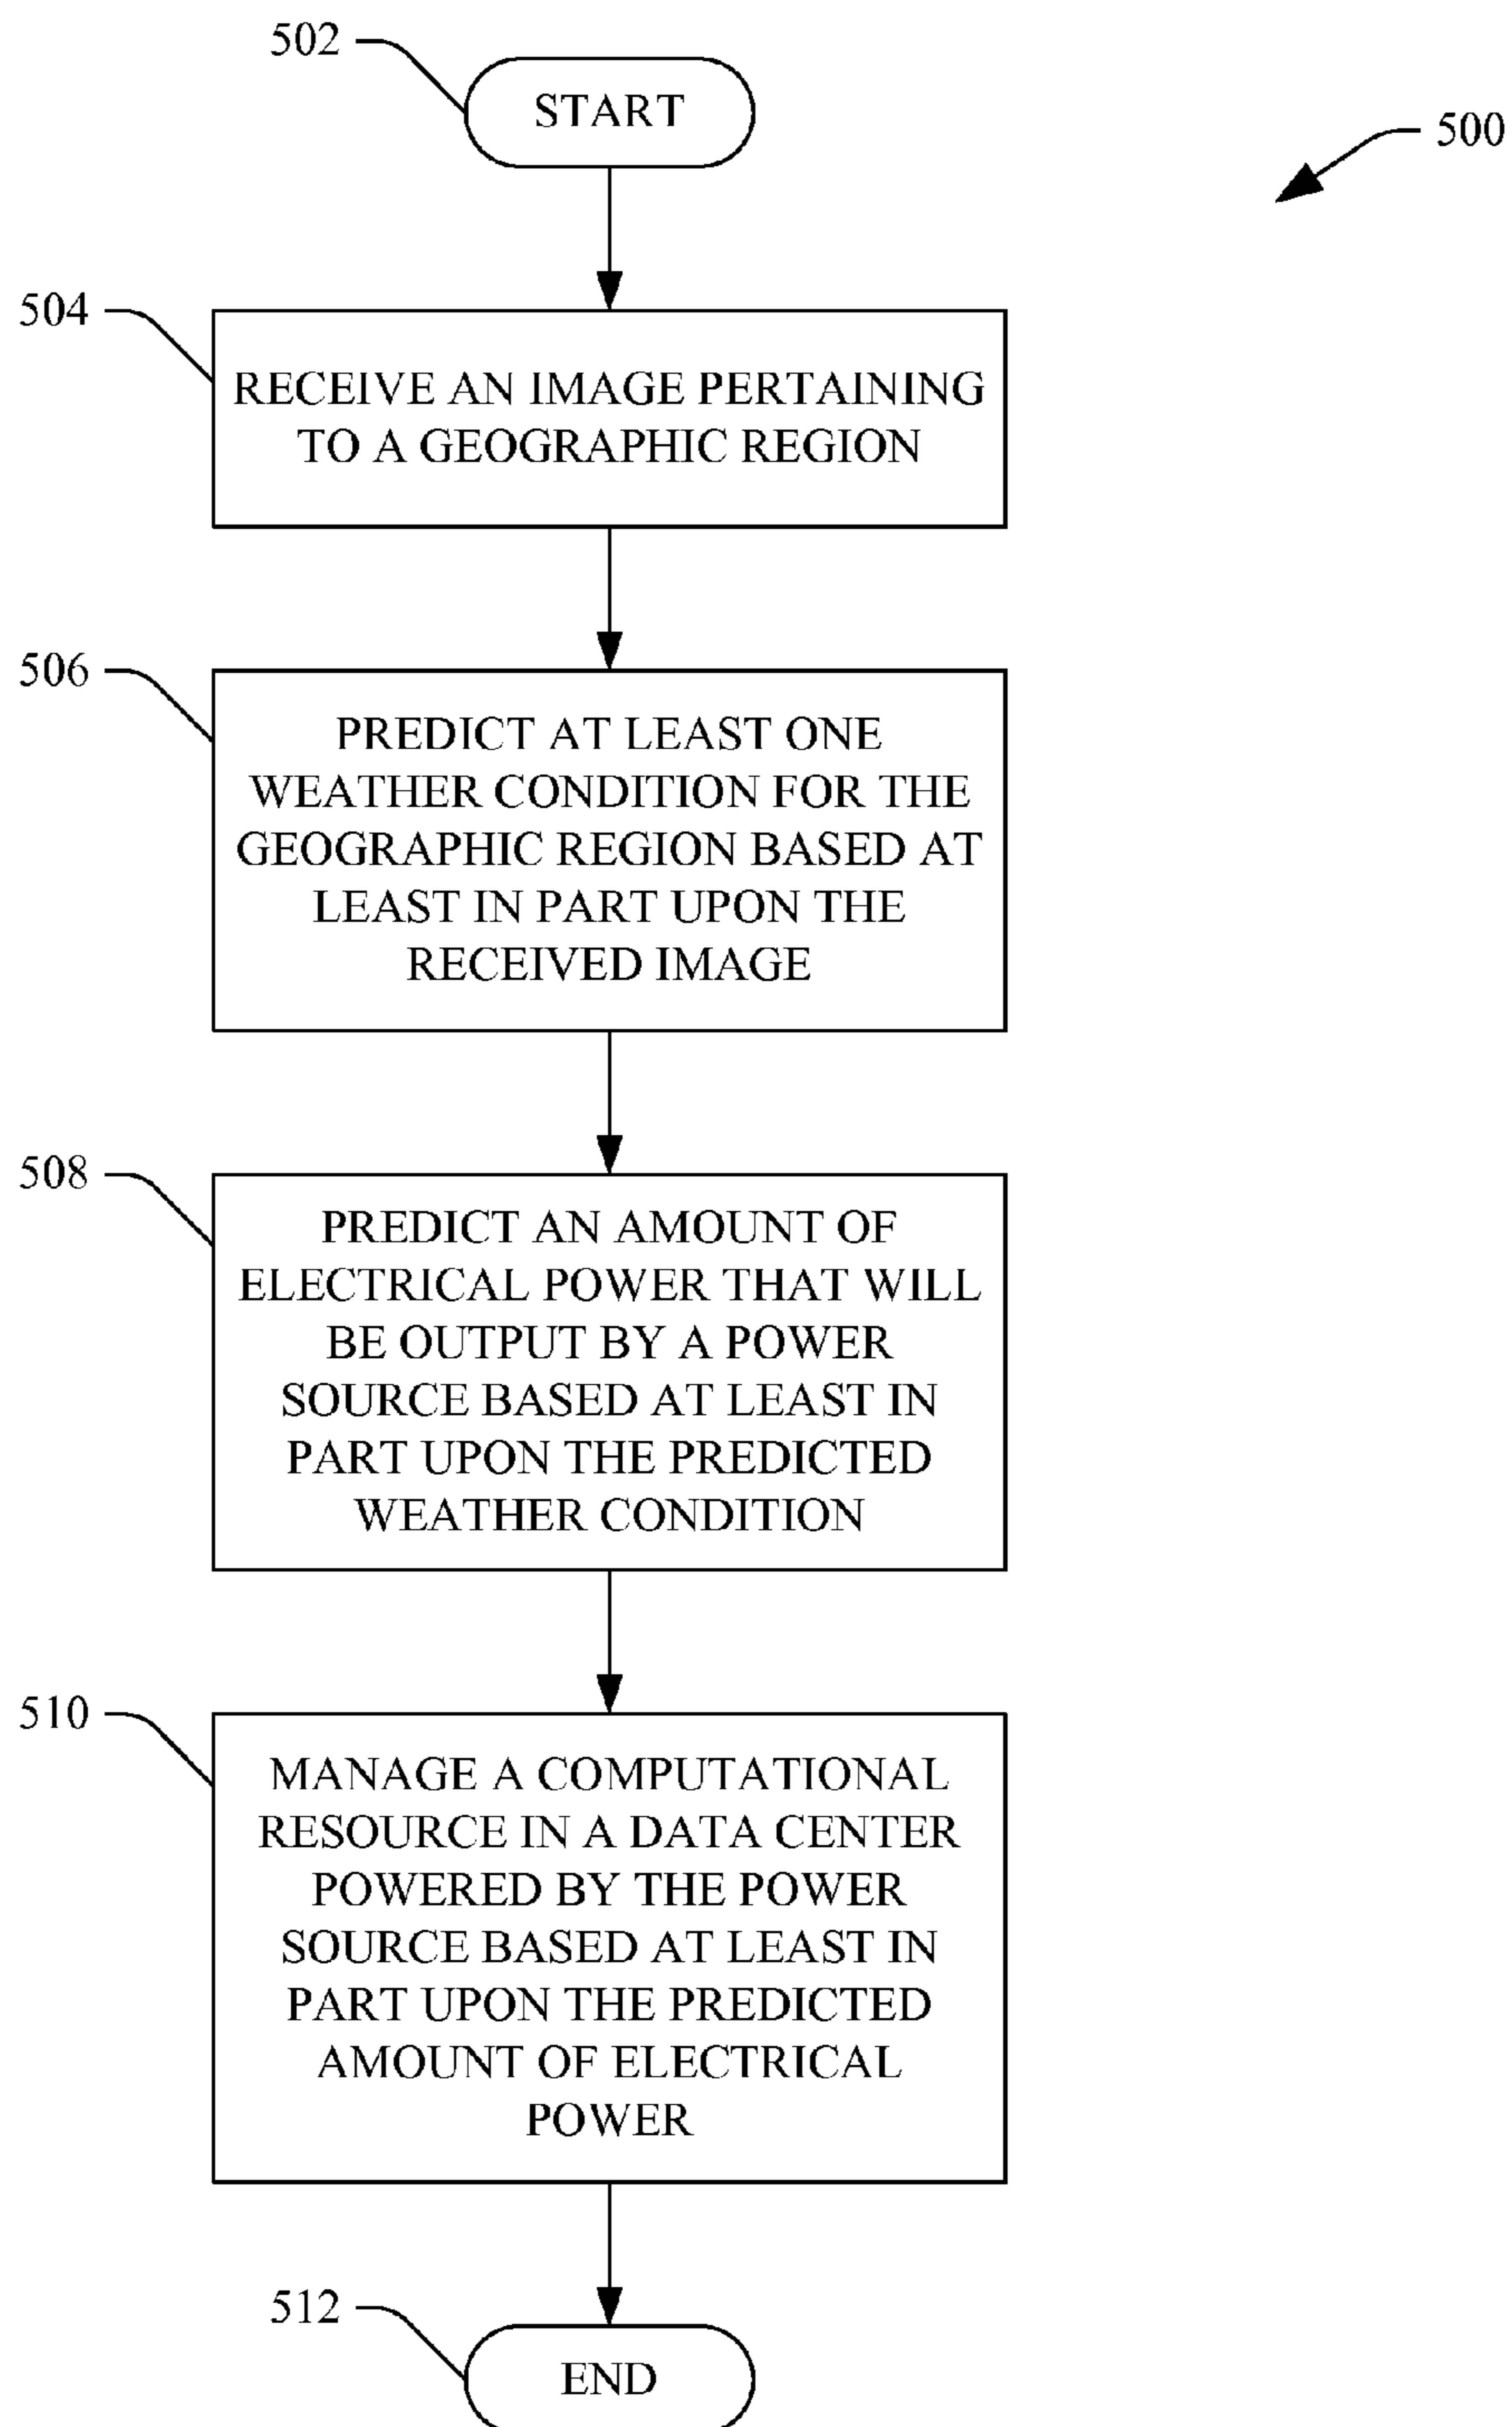 502
START
500
504
RECEIVE AN IMAGE PERTAINING
TO A GEOGRAPHIC REGION
506
PREDICT AT LEAST ONE
WEATHER CONDITION FOR THE
GEOGRAPHIC REGION BASED AT
LEAST IN PART UPON THE
RECEIVED IMAGE
508
PREDICT AN AMOUNT OF
ELECTRICAL POWER THAT WILL
BE OUTPUT BY A POWER
SOURCE BASED AT LEAST IN
PART UPON THE PREDICTED
WEATHER CONDITION
510
MANAGE A COMPUTATIONAL
RESOURCE IN A DATA CENTER
POWERED BY THE POWER
SOURCE BASED AT LEAST IN
PART UPON THE PREDICTED
AMOUNT OF ELECTRICAL
POWER
512
END